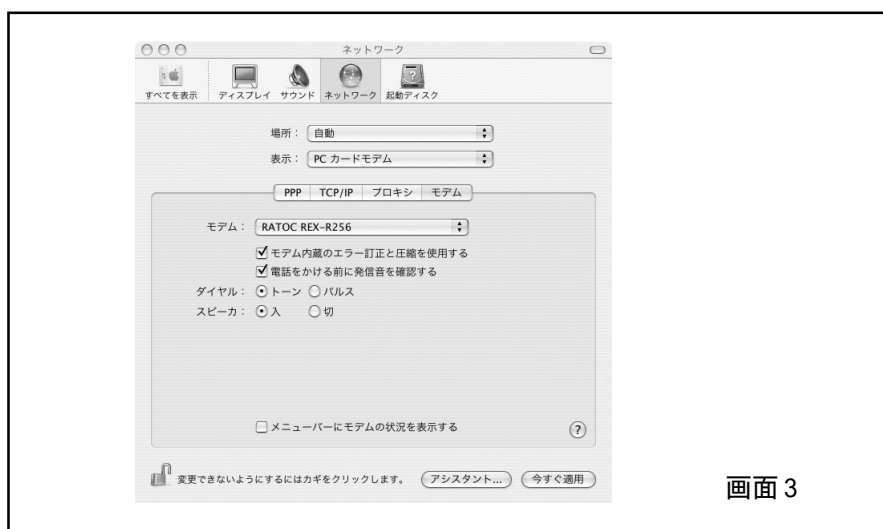 ネットワーク
すべてを表示 ディスプレイ サウンド ネットワーク 起動ディスク
場所： 自動
表示： PC カードモデム
PPP TCP/IP プロキシ モデム
モデム： RATOC REX-R256
モデム内蔵のエラー訂正と圧縮を使用する
電話をかける前に発信音を確認する
ダイヤル： トーン パルス
スピーカ： 入 切
メニューバーにモデムの状況を表示する
?
変更できないようにするにはカギをクリックします。 アシスタント... 今すぐ適用
画面3